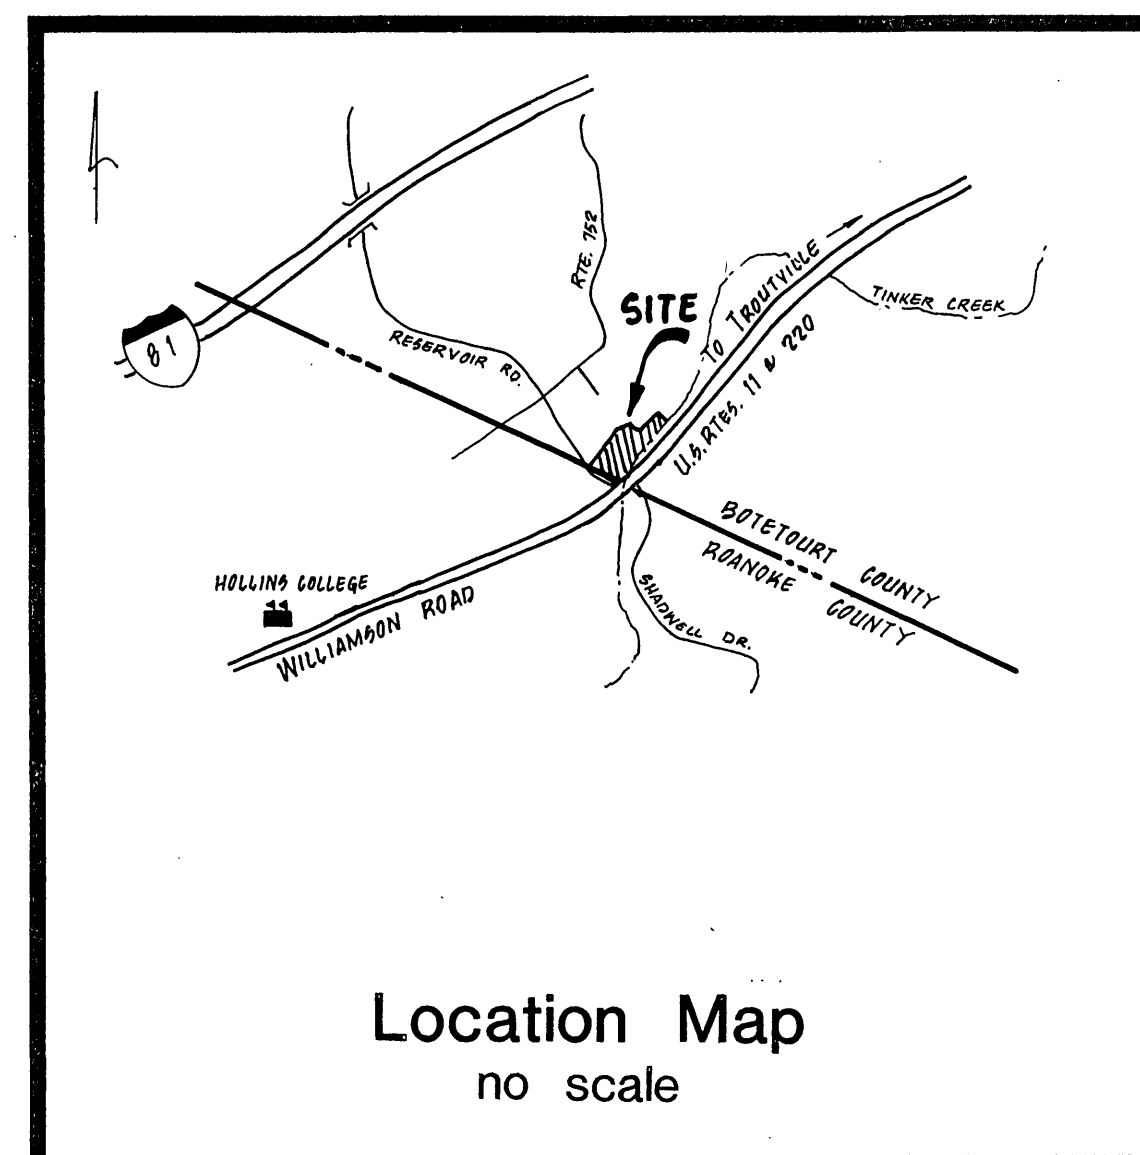 RTE. 752
SITE
TO TROUTVILLE
TINKER CREEK
81
RESERVOIR RD.
U.S. RTES. 11 & 220
BOTETOURT COUNTY
ROANOKE COUNTY
HOLLINS COLLEGE
WILLIAMSON ROAD
SHADWELL DR.
Location Map
no scale